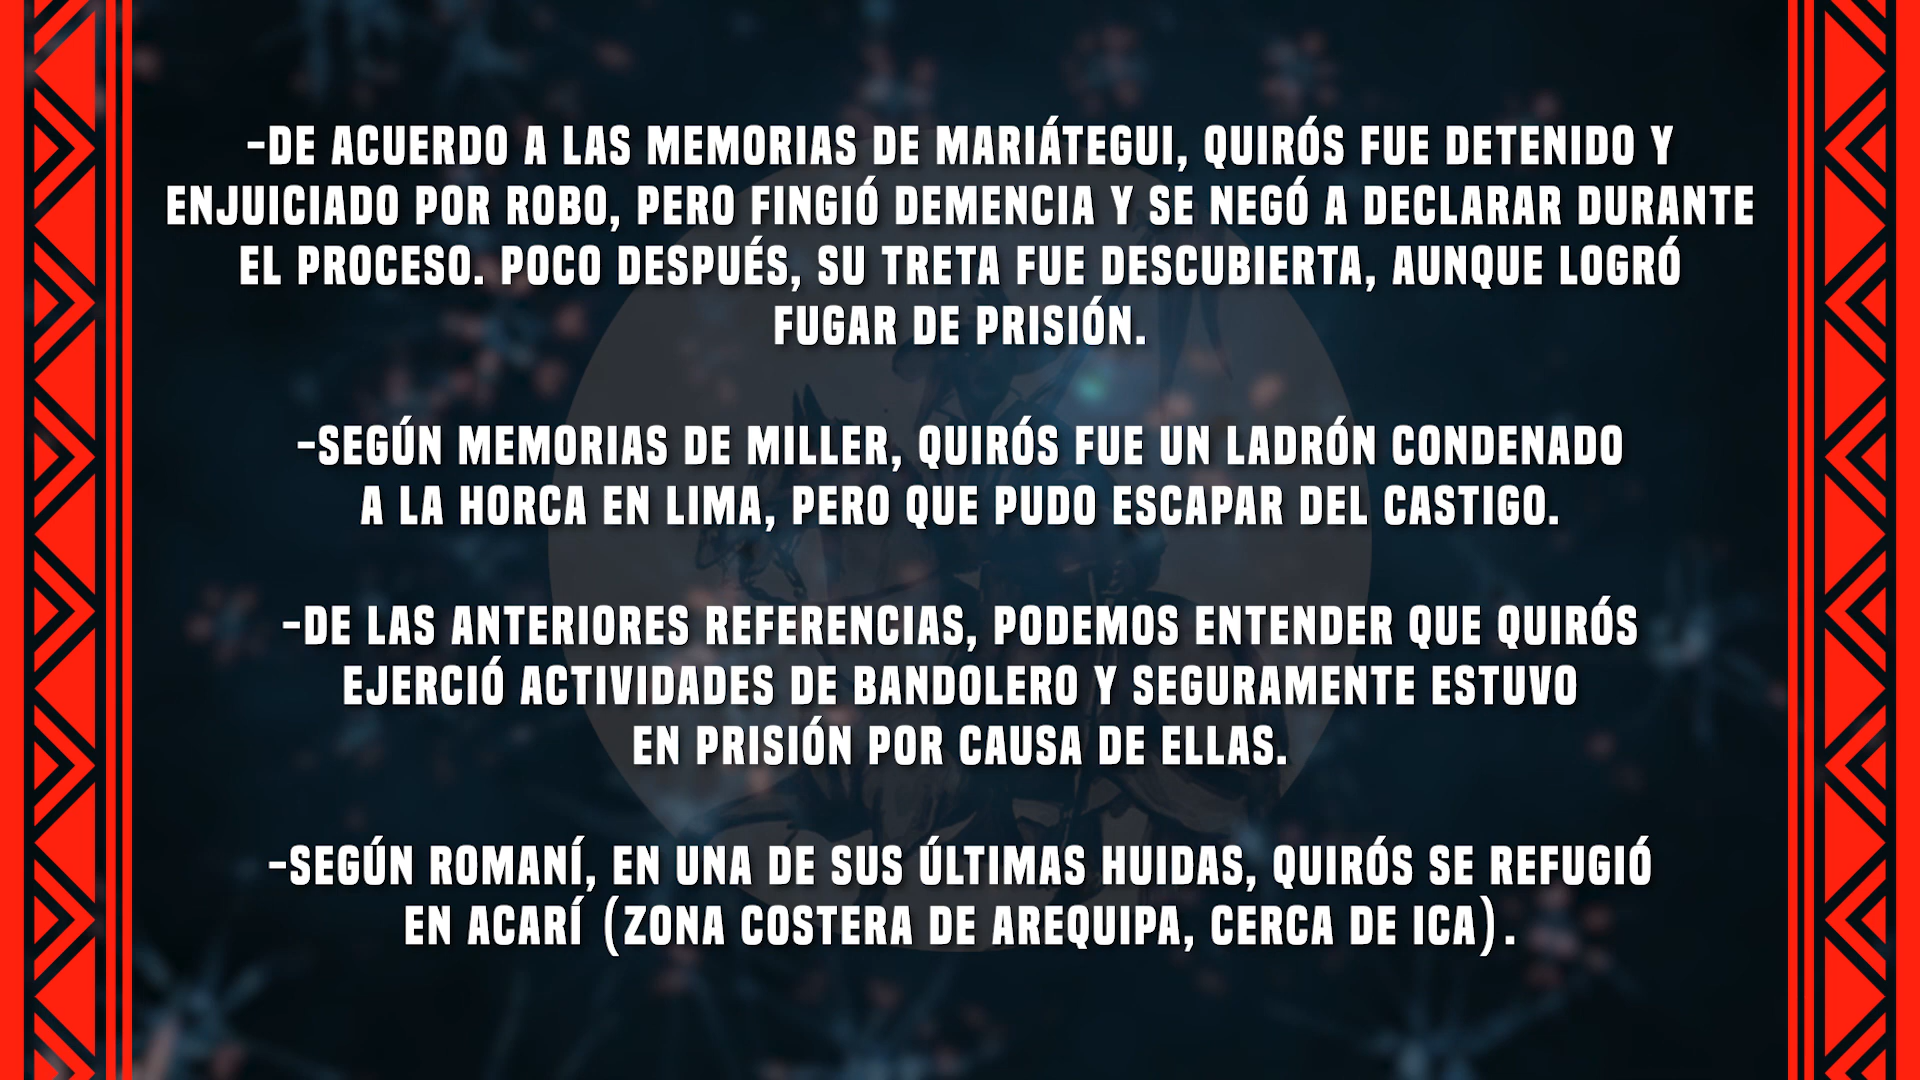 -DE ACUERDO A LAS MEMORIAS DE MARIÁTEGUI, QUIRÓS FUE DETENIDO Y
ENJUICIADO POR ROBO, PERO FINGIÓ DEMENCIA Y SE NEGÓ A DECLARAR DURANTE
EL PROCESO. POCO DESPUÉS, SU TRETA FUE DESCUBIERTA, AUNQUE LOGRÓ
FUGAR DE PRISIÓN.
-SEGÚN MEMORIAS DE MILLER, QUIRÓS FUE UN LADRÓN CONDENADO
A LA HORCA EN LIMA, PERO QUE PUDO ESCAPAR DEL CASTIGO.
-DE LAS ANTERIORES REFERENCIAS, PODEMOS ENTENDER QUE QUIRÓS
EJERCIÓ ACTIVIDADES DE BANDOLERO Y SEGURAMENTE ESTUVO
EN PRISIÓN POR CAUSA DE ELLAS.
-SEGÚN ROMANÍ, EN UNA DE SUS ÚLTIMAS HUIDAS, QUIRÓS SE REFUGIÓ
EN ACARÍ (ZONA COSTERA DE AREQUIPA, CERCA DE ICA).